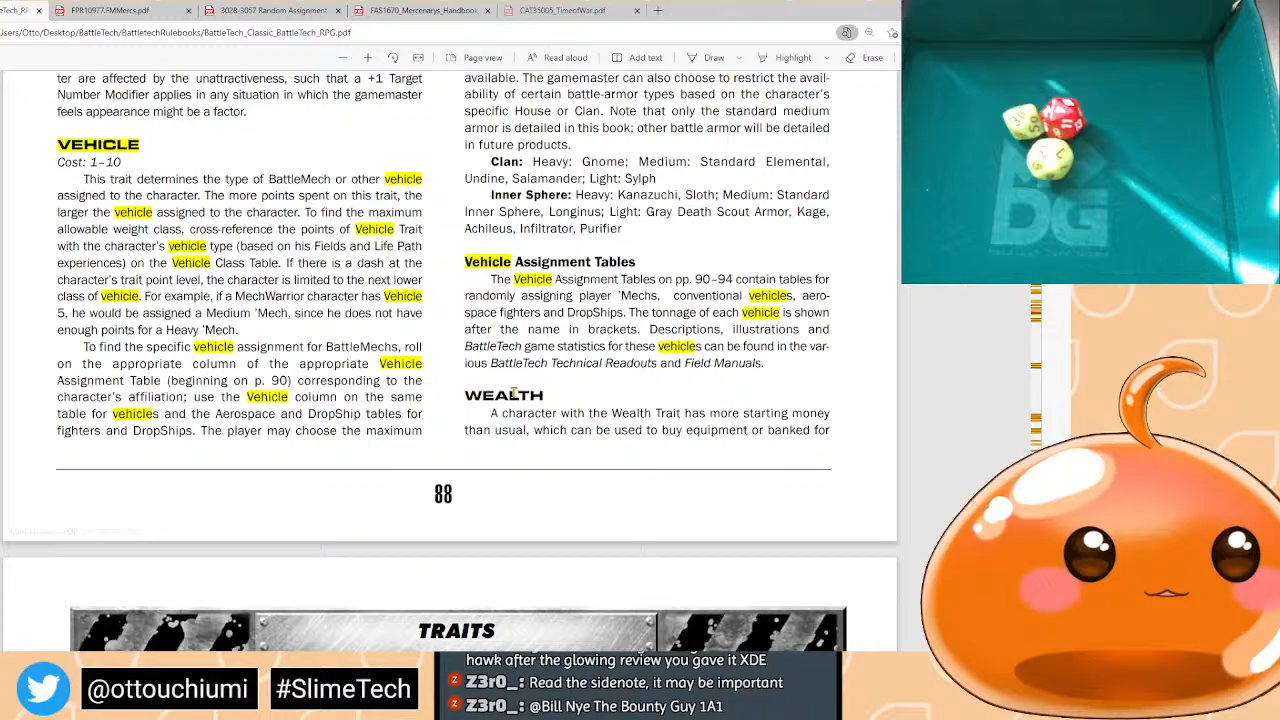 FPR10977.FMMercs.pdf
3028-3057 Random Assignment
FAS1670_Mercenarys_Handbook
CAT35005_TimeofWar.pdf
Users/Otto/Desktop/BattleTech/BattletechRulebooks/BattleTech_Classic_BattleTech_RPG.pdf
Page view
Read aloud
Add text
Draw
Highlight
Erase
ter are affected by the unattractiveness, such that a +1 Target
Number Modifier applies in any situation in which the gamemaster
feels appearance might be a factor.
VEHICLE
Cost: 1–10
This trait determines the type of BattleMech or other vehicle
assigned to the character. The more points spent on this trait, the
larger the vehicle assigned to the character. To find the maximum
allowable weight class, cross-reference the points of Vehicle Trait
with the character's vehicle type (based on his Fields and Life Path
experiences) on the Vehicle Class Table. If there is a dash at the
character's trait point level, the character is limited to the next lower
class of vehicle. For example, if a MechWarrior character has Vehicle
5, he would be assigned a Medium 'Mech, since he does not have
enough points for a Heavy 'Mech.
To find the specific vehicle assignment for BattleMechs, roll
on the appropriate column of the appropriate Vehicle
Assignment Table (beginning on p. 90) corresponding to the
character's affiliation; use the Vehicle column on the same
table for vehicles and the Aerospace and DropShip tables for
fighters and DropShips. The player may choose the maximum
available. The gamemaster can also choose to restrict the avail-
ability of certain battle-armor types based on the character's
specific House or Clan. Note that only the standard medium
armor is detailed in this book; other battle armor will be detailed
in future products.
Clan: Heavy: Gnome; Medium: Standard Elemental,
Undine, Salamander; Light: Sylph
Inner Sphere: Heavy: Kanazuchi, Sloth; Medium: Standard
Inner Sphere, Longinus; Light: Gray Death Scout Armor, Kage,
Achileus, Infiltrator, Purifier
Vehicle Assignment Tables
The Vehicle Assignment Tables on pp. 90–94 contain tables for
randomly assigning player 'Mechs, conventional vehicles, aero-
space fighters and DropShips. The tonnage of each vehicle is shown
after the name in brackets. Descriptions, illustrations and
BattleTech game statistics for these vehicles can be found in the var-
ious BattleTech Technical Readouts and Field Manuals.
WEALTH
A character with the Wealth Trait has more starting money
than usual, which can be used to buy equipment or banked for
88
TRAITS
@ottouchiumi
#SlimeTech
hawk after the glowing review you gave it XDE
Z3r0_: Read the sidenote, it may be important
Z3r0_: @Bill Nye The Bounty Guy 1A1